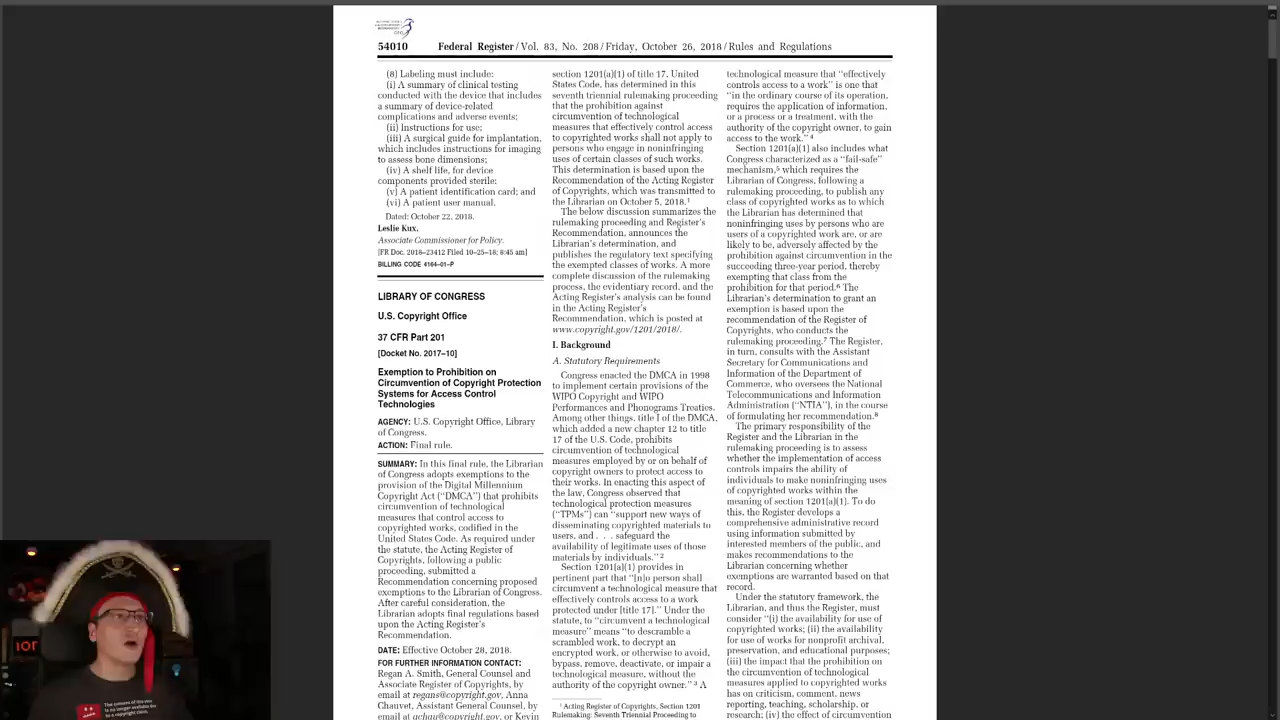 54010 Federal Register / Vol. 83, No. 208 / Friday, October 26, 2018 / Rules and Regulations
(8) Labeling must include:
(i) A summary of clinical testing
conducted with the device that includes
a summary of device-related
complications and adverse events;
(ii) Instructions for use;
(iii) A surgical guide for implantation,
which includes instructions for imaging
to assess bone dimensions;
(iv) A shelf life, for device
components provided sterile;
(v) A patient identification card; and
(vi) A patient user manual.
Dated: October 22, 2018.
Leslie Kux,
Associate Commissioner for Policy.
[FR Doc. 2018–23412 Filed 10–25–18; 8:45 am]
BILLING CODE 4164–01–P
LIBRARY OF CONGRESS
U.S. Copyright Office
37 CFR Part 201
[Docket No. 2017–10]
Exemption to Prohibition on
Circumvention of Copyright Protection
Systems for Access Control
Technologies
AGENCY: U.S. Copyright Office, Library
of Congress.
ACTION: Final rule.
SUMMARY: In this final rule, the Librarian
of Congress adopts exemptions to the
provision of the Digital Millennium
Copyright Act (“DMCA”) that prohibits
circumvention of technological
measures that control access to
copyrighted works, codified in the
United States Code. As required under
the statute, the Acting Register of
Copyrights, following a public
proceeding, submitted a
Recommendation concerning proposed
exemptions to the Librarian of Congress.
After careful consideration, the
Librarian adopts final regulations based
upon the Acting Register’s
Recommendation.
DATE: Effective October 28, 2018.
FOR FURTHER INFORMATION CONTACT:
Regan A. Smith, General Counsel and
Associate Register of Copyrights, by
email at regans@copyright.gov, Anna
Chauvet, Assistant General Counsel, by
email at achau@copyright.gov, or Kevin
section 1201(a)(1) of title 17, United
States Code, has determined in this
seventh triennial rulemaking proceeding
that the prohibition against
circumvention of technological
measures that effectively control access
to copyrighted works shall not apply to
persons who engage in noninfringing
uses of certain classes of such works.
This determination is based upon the
Recommendation of the Acting Register
of Copyrights, which was transmitted to
the Librarian on October 5, 2018.1
The below discussion summarizes the
rulemaking proceeding and Register’s
Recommendation, announces the
Librarian’s determination, and
publishes the regulatory text specifying
the exempted classes of works. A more
complete discussion of the rulemaking
process, the evidentiary record, and the
Acting Register’s analysis can be found
in the Acting Register’s
Recommendation, which is posted at
www.copyright.gov/1201/2018/.
I. Background
A. Statutory Requirements
Congress enacted the DMCA in 1998
to implement certain provisions of the
WIPO Copyright and WIPO
Performances and Phonograms Treaties.
Among other things, title I of the DMCA,
which added a new chapter 12 to title
17 of the U.S. Code, prohibits
circumvention of technological
measures employed by or on behalf of
copyright owners to protect access to
their works. In enacting this aspect of
the law, Congress observed that
technological protection measures
(“TPMs”) can “support new ways of
disseminating copyrighted materials to
users, and . . . safeguard the
availability of legitimate uses of those
materials by individuals.” 2
Section 1201(a)(1) provides in
pertinent part that “[n]o person shall
circumvent a technological measure that
effectively controls access to a work
protected under [title 17].” Under the
statute, to “circumvent a technological
measure” means “to descramble a
scrambled work, to decrypt an
encrypted work, or otherwise to avoid,
bypass, remove, deactivate, or impair a
technological measure, without the
authority of the copyright owner.” 3 A
1 Acting Register of Copyrights, Section 1201
Rulemaking: Seventh Triennial Proceeding to
technological measure that “effectively
controls access to a work” is one that
“in the ordinary course of its operation,
requires the application of information,
or a process or a treatment, with the
authority of the copyright owner, to gain
access to the work.” 4
Section 1201(a)(1) also includes what
Congress characterized as a “fail-safe”
mechanism,5 which requires the
Librarian of Congress, following a
rulemaking proceeding, to publish any
class of copyrighted works as to which
the Librarian has determined that
noninfringing uses by persons who are
users of a copyrighted work are, or are
likely to be, adversely affected by the
prohibition against circumvention in the
succeeding three-year period, thereby
exempting that class from the
prohibition for that period.6 The
Librarian’s determination to grant an
exemption is based upon the
recommendation of the Register of
Copyrights, who conducts the
rulemaking proceeding.7 The Register,
in turn, consults with the Assistant
Secretary for Communications and
Information of the Department of
Commerce, who oversees the National
Telecommunications and Information
Administration (“NTIA”), in the course
of formulating her recommendation.8
The primary responsibility of the
Register and the Librarian in the
rulemaking proceeding is to assess
whether the implementation of access
controls impairs the ability of
individuals to make noninfringing uses
of copyrighted works within the
meaning of section 1201(a)(1). To do
this, the Register develops a
comprehensive administrative record
using information submitted by
interested members of the public, and
makes recommendations to the
Librarian concerning whether
exemptions are warranted based on that
record.
Under the statutory framework, the
Librarian, and thus the Register, must
consider “(i) the availability for use of
copyrighted works; (ii) the availability
for use of works for nonprofit archival,
preservation, and educational purposes;
(iii) the impact that the prohibition on
the circumvention of technological
measures applied to copyrighted works
has on criticism, comment, news
reporting, teaching, scholarship, or
research; (iv) the effect of circumvention